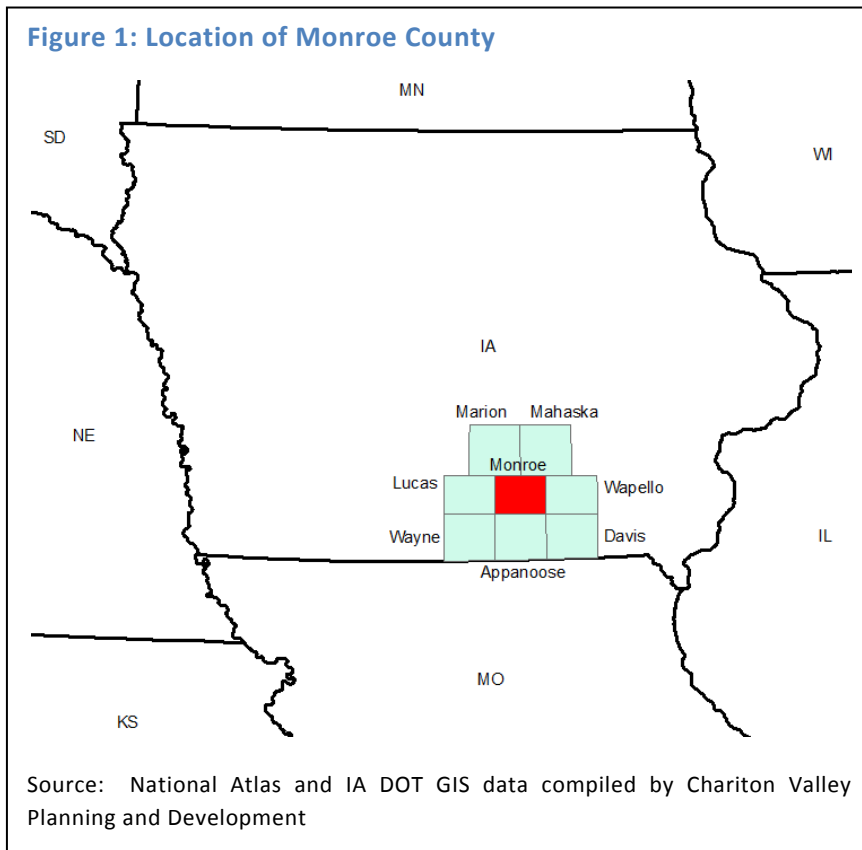 Figure 1: Location of Monroe County
MN
SD
WI
IA
Marion Mahaska
NE
Monroe
Lucas
Wapello
Wayne
Davis
IL
Appanoose
MO
KS
Source: National Atlas and IA DOT GIS data compiled by Chariton Valley
Planning and Development